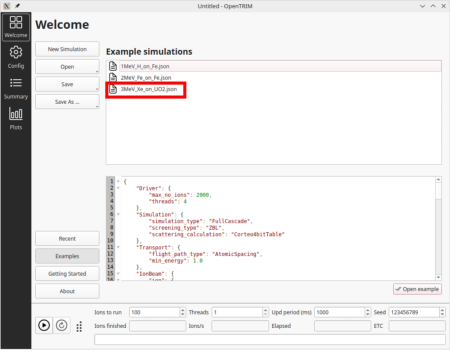 Untitled - OpenTRIM
Welcome
Config
Summary
Plots
Welcome
New Simulation
Open
Save
Save As ...
Recent
Examples
Getting Started
About
Example simulations
1MeV_H_on_Fe.json
2MeV_Fe_on_Fe.json
3MeV_Xe_on_UO2.json
1 {
2 "Driver": {
3 "max_no_ions": 2000,
4 "threads": 4
5 },
6 "Simulation": {
7 "simulation_type": "FullCascade",
8 "screening_type": "ZBL",
9 "scattering_calculation": "Corteo4bitTable"
10 },
11 "Transport": {
12 "flight_path_type": "AtomicSpacing",
13 "min_energy": 1.0
14 },
15 "IonBeam": {
16 "ion": {
Open example
Ions to run 100 Threads 1 Upd period (ms) 1000 Seed 123456789
Ions finished Ions/s Elapsed ETC